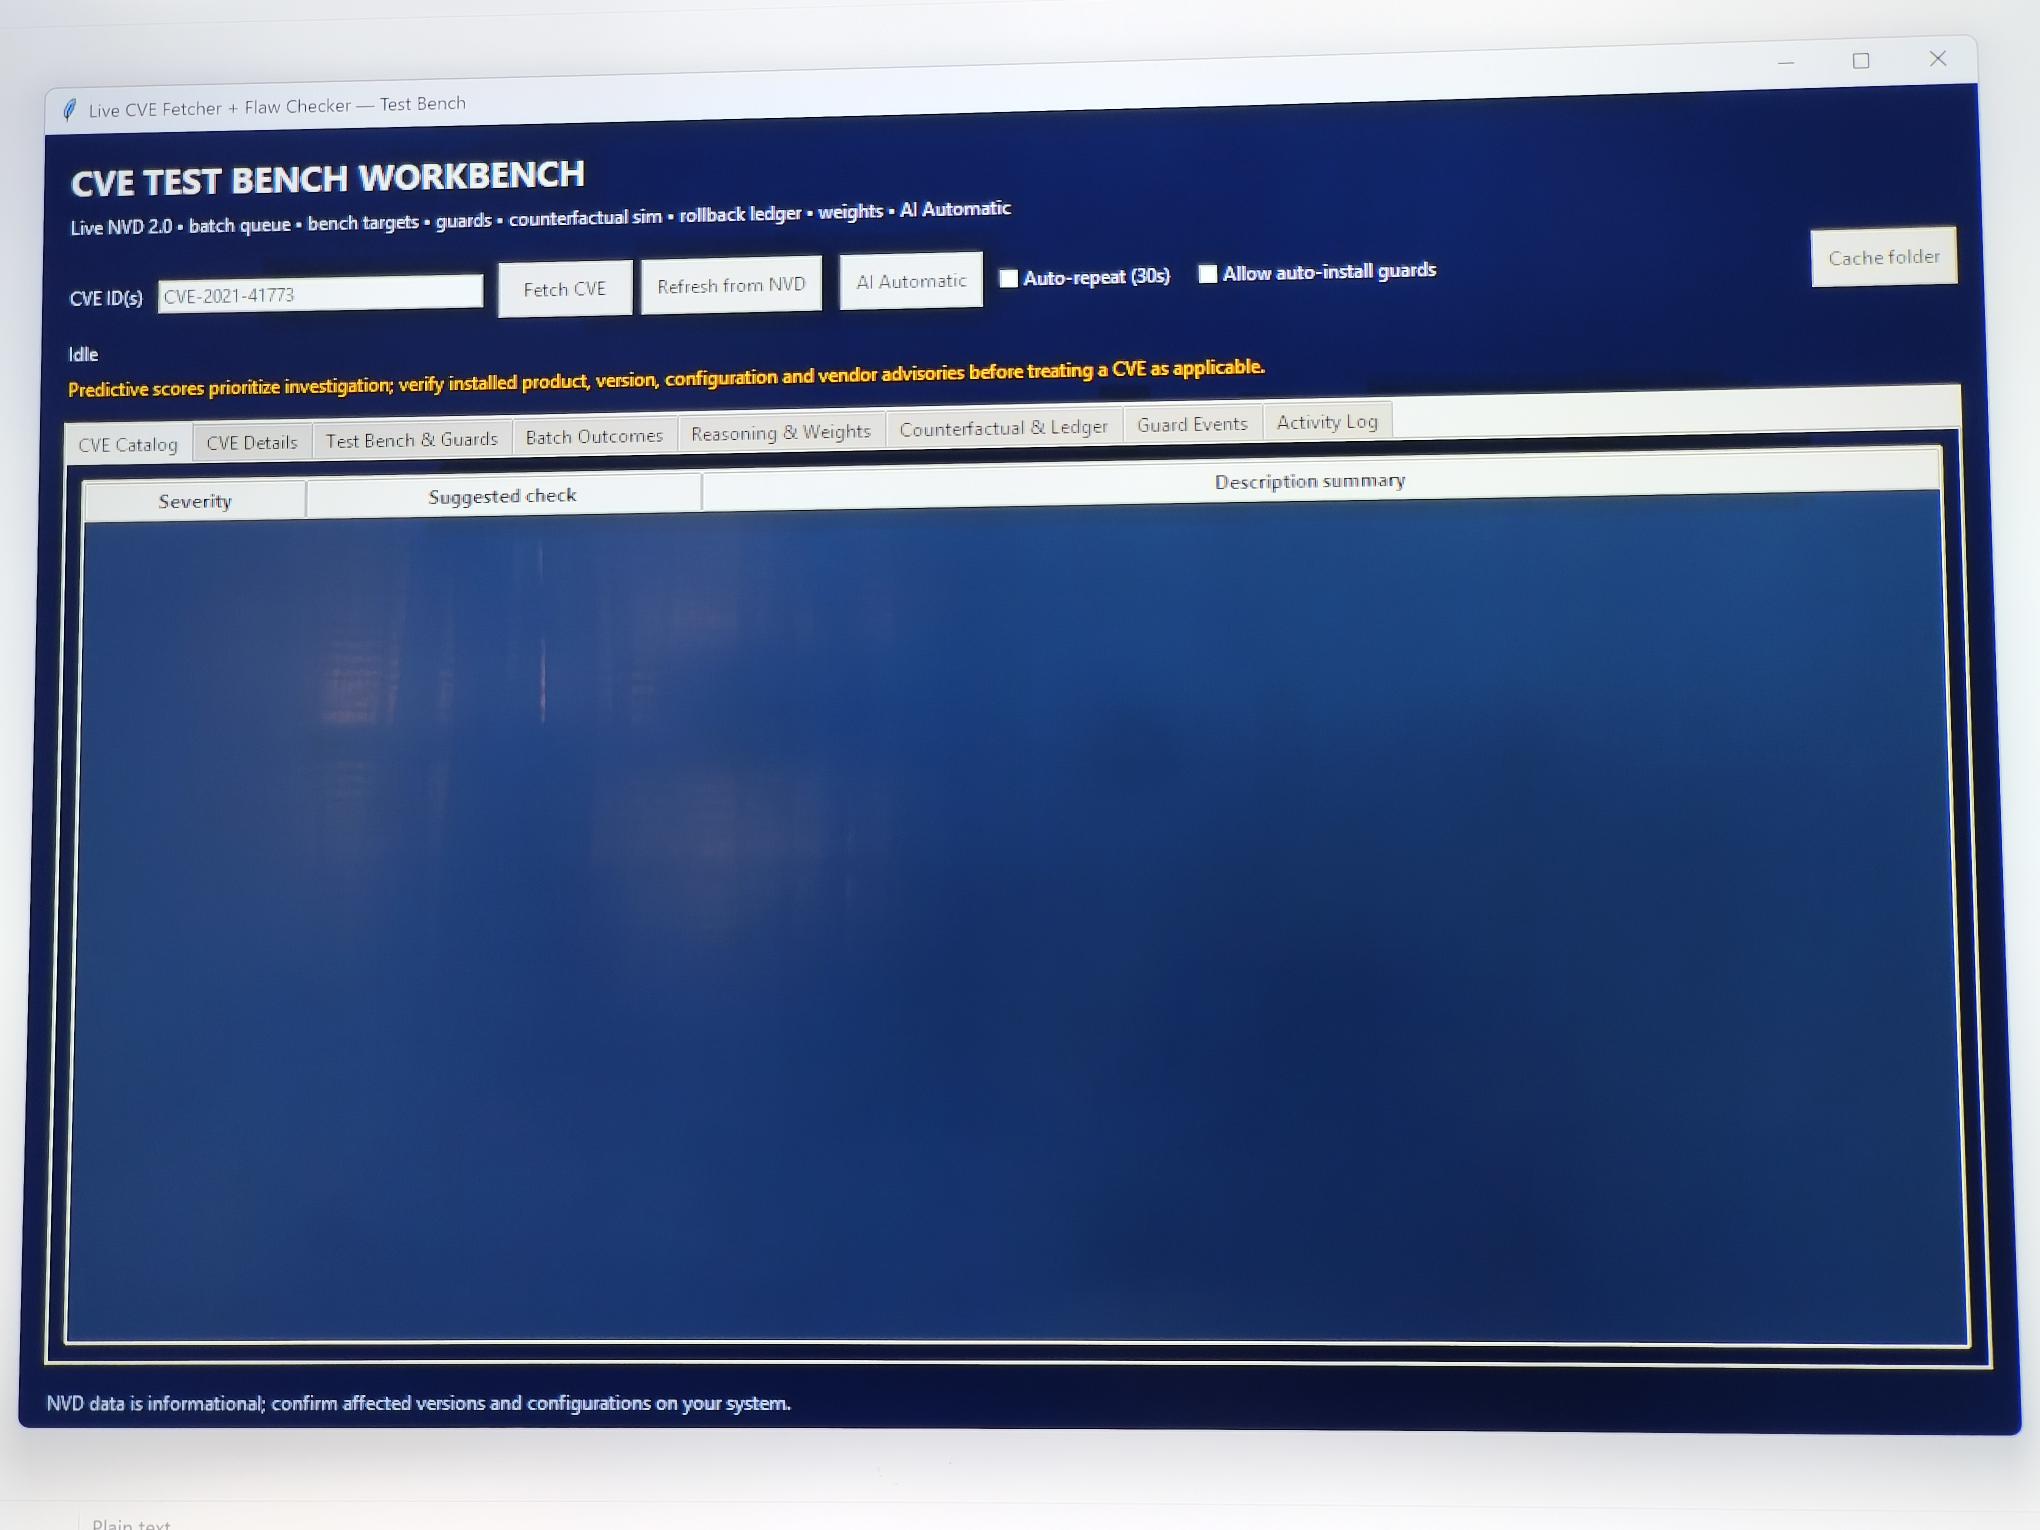 Live CVE Fetcher + Flaw Checker — Test Bench
CVE TEST BENCH WORKBENCH
Live NVD 2.0 • batch queue • bench targets • guards • counterfactual sim • rollback ledger • weights • AI Automatic
CVE ID(s) CVE-2021-41773 Fetch CVE Refresh from NVD AI Automatic Auto-repeat (30s) Allow auto-install guards Cache folder
Idle
Predictive scores prioritize investigation; verify installed product, version, configuration and vendor advisories before treating a CVE as applicable.
CVE Catalog CVE Details Test Bench & Guards Batch Outcomes Reasoning & Weights Counterfactual & Ledger Guard Events Activity Log
Severity Suggested check Description summary
NVD data is informational; confirm affected versions and configurations on your system.
Plain text